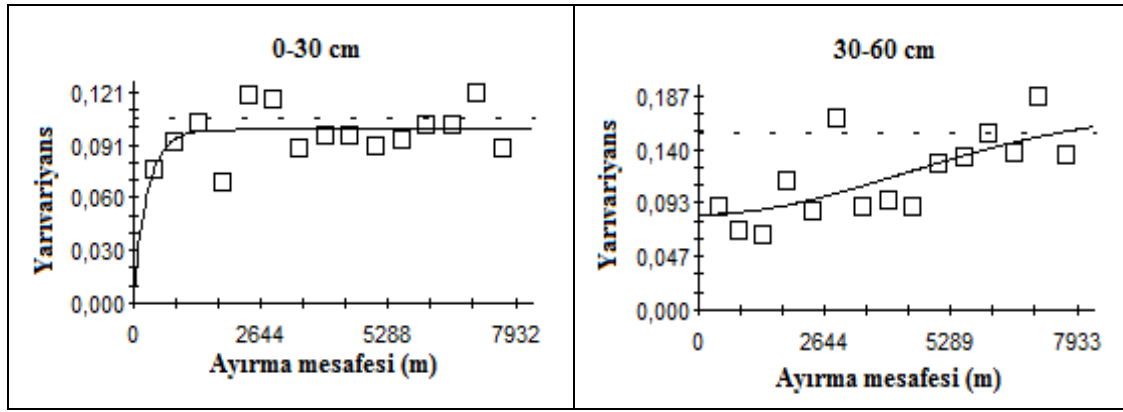 0-30 cm
Yarıvariyans
0,121
0,091
0,060
0,030
0,000
0 2644 5288 7932
Ayırma mesafesi (m)
30-60 cm
Yarıvariyans
0,187
0,140
0,093
0,047
0,000
0 2644 5289 7933
Ayırma mesafesi (m)